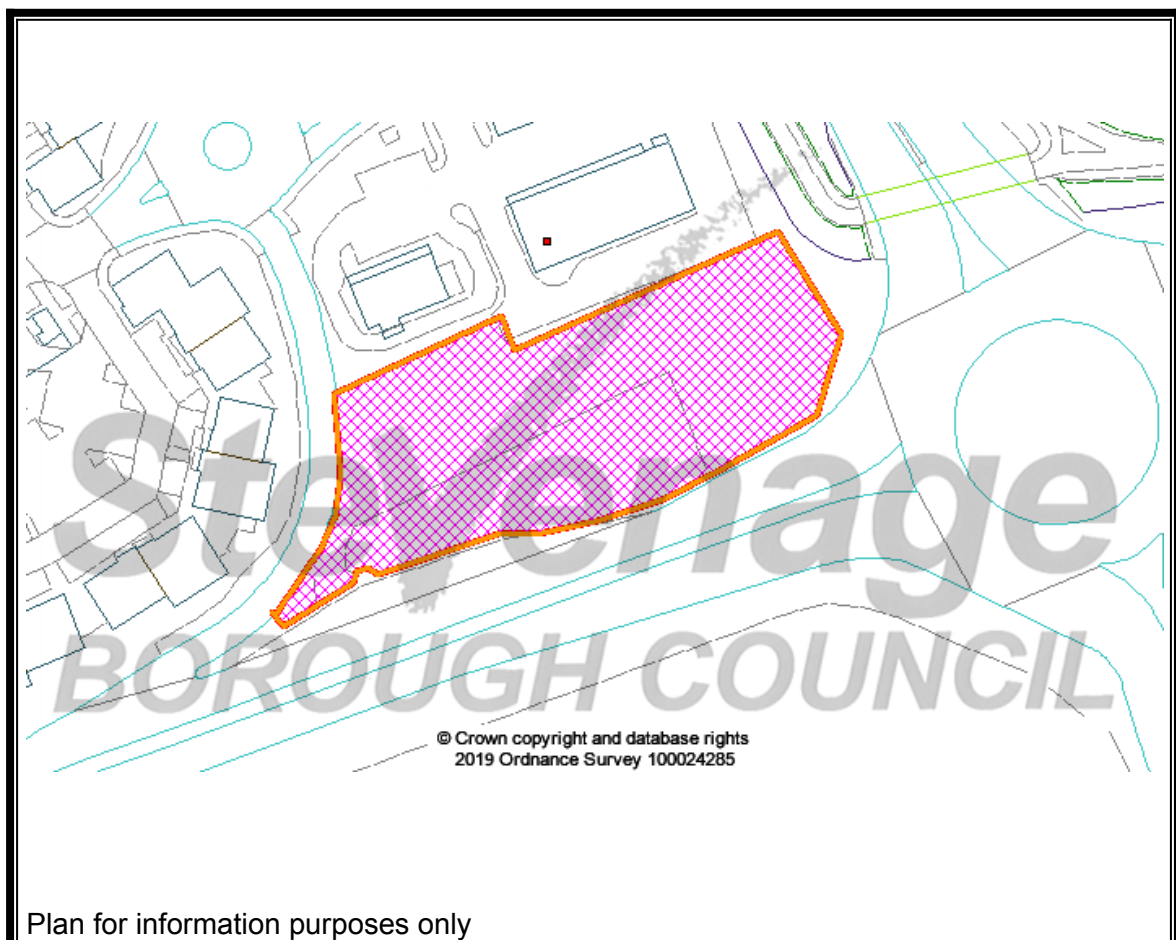 Stevenage
BOROUGH COUNCIL
© Crown copyright and database rights
2019 Ordnance Survey 100024285
Plan for information purposes only